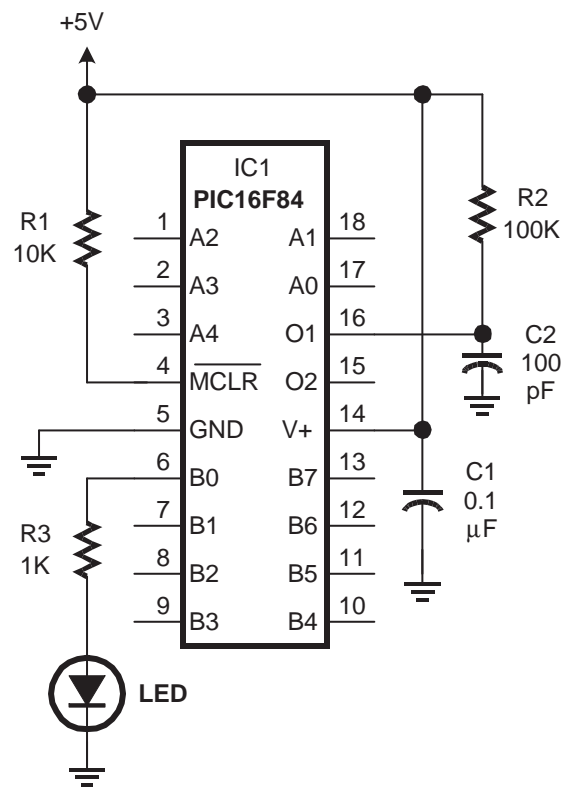 +5V
IC1
PIC16F84
R1
10K
R2
100K
1
A2
A1
18
2
A3
A0
17
3
A4
O1
16
4
MCLR
O2
15
5
GND
V+
14
6
B0
B7
13
7
B1
B6
12
8
B2
B5
11
9
B3
B4
10
C2
100
pF
C1
0.1
μF
R3
1K
LED